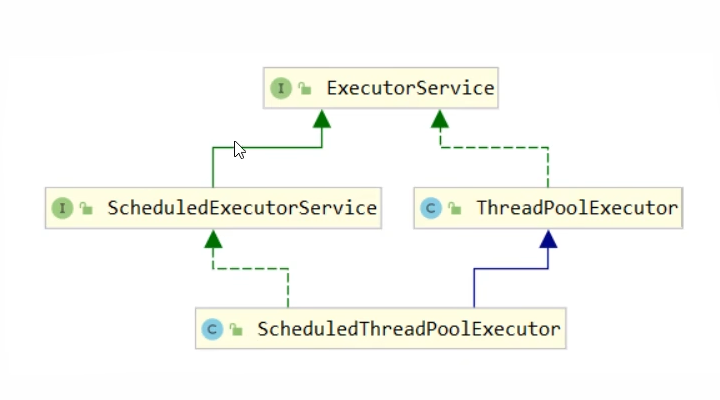 I ExecutorService
I ScheduledExecutorService
C ThreadPoolExecutor
C ScheduledThreadPoolExecutor